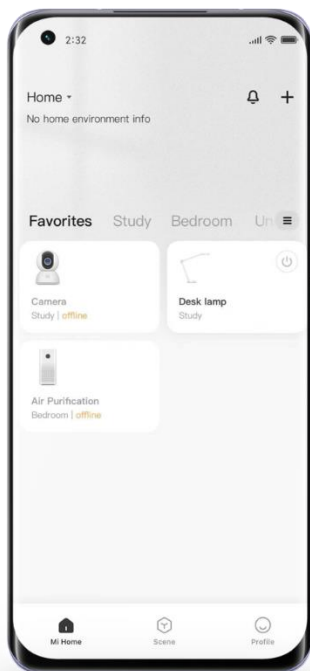 2:32
Home
No home environment info
Favorites Study Bedroom Un
Camera
Study | offline
Desk lamp
Study
Air Purification
Bedroom | offline
Mi Home Scene Profile